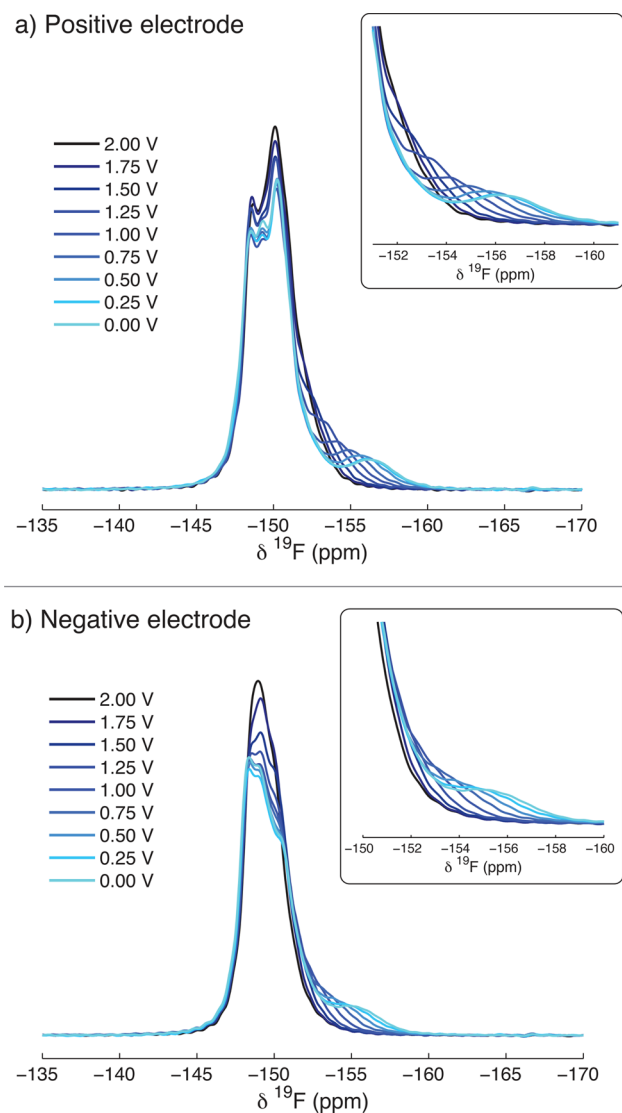 a) Positive electrode
2.00 V
1.75 V
1.50 V
1.25 V
1.00 V
0.75 V
0.50 V
0.25 V
0.00 V
−152 −154 −156 −158 −160
δ ¹⁹F (ppm)
−135 −140 −145 −150 −155 −160 −165 −170
δ ¹⁹F (ppm)
b) Negative electrode
2.00 V
1.75 V
1.50 V
1.25 V
1.00 V
0.75 V
0.50 V
0.25 V
0.00 V
−150 −152 −154 −156 −158 −160
δ ¹⁹F (ppm)
−135 −140 −145 −150 −155 −160 −165 −170
δ ¹⁹F (ppm)